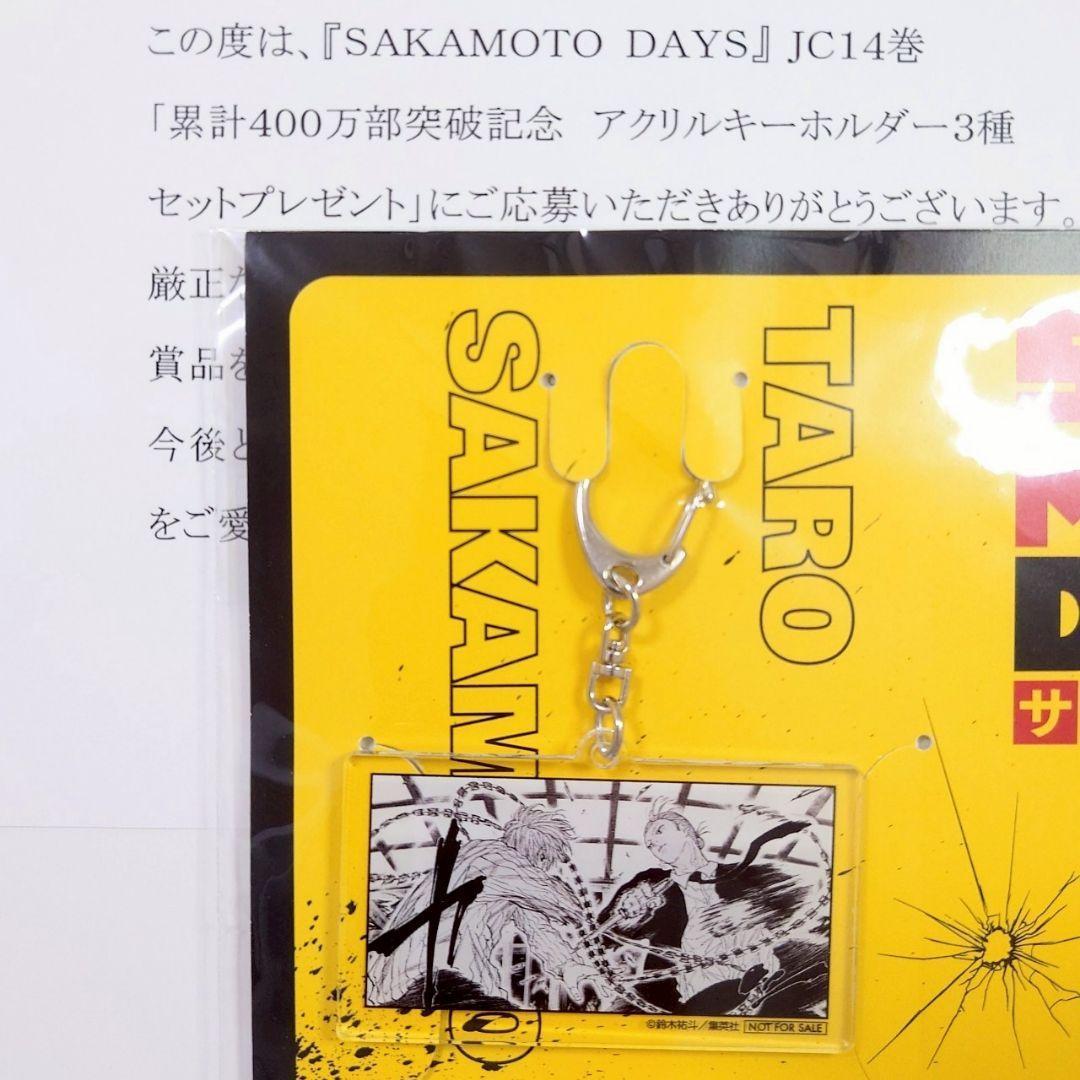 この度は、『SAKAMOTO DAYS』JC14巻
「累計400万部突破記念 アクリルキーホルダー3種
セットプレゼント」にご応募いただきありがとうございます。
厳正な
賞品を
今後と
をご愛
TARO
SAKAM
サ
©鈴木祐斗／集英社 NOT FOR SALE